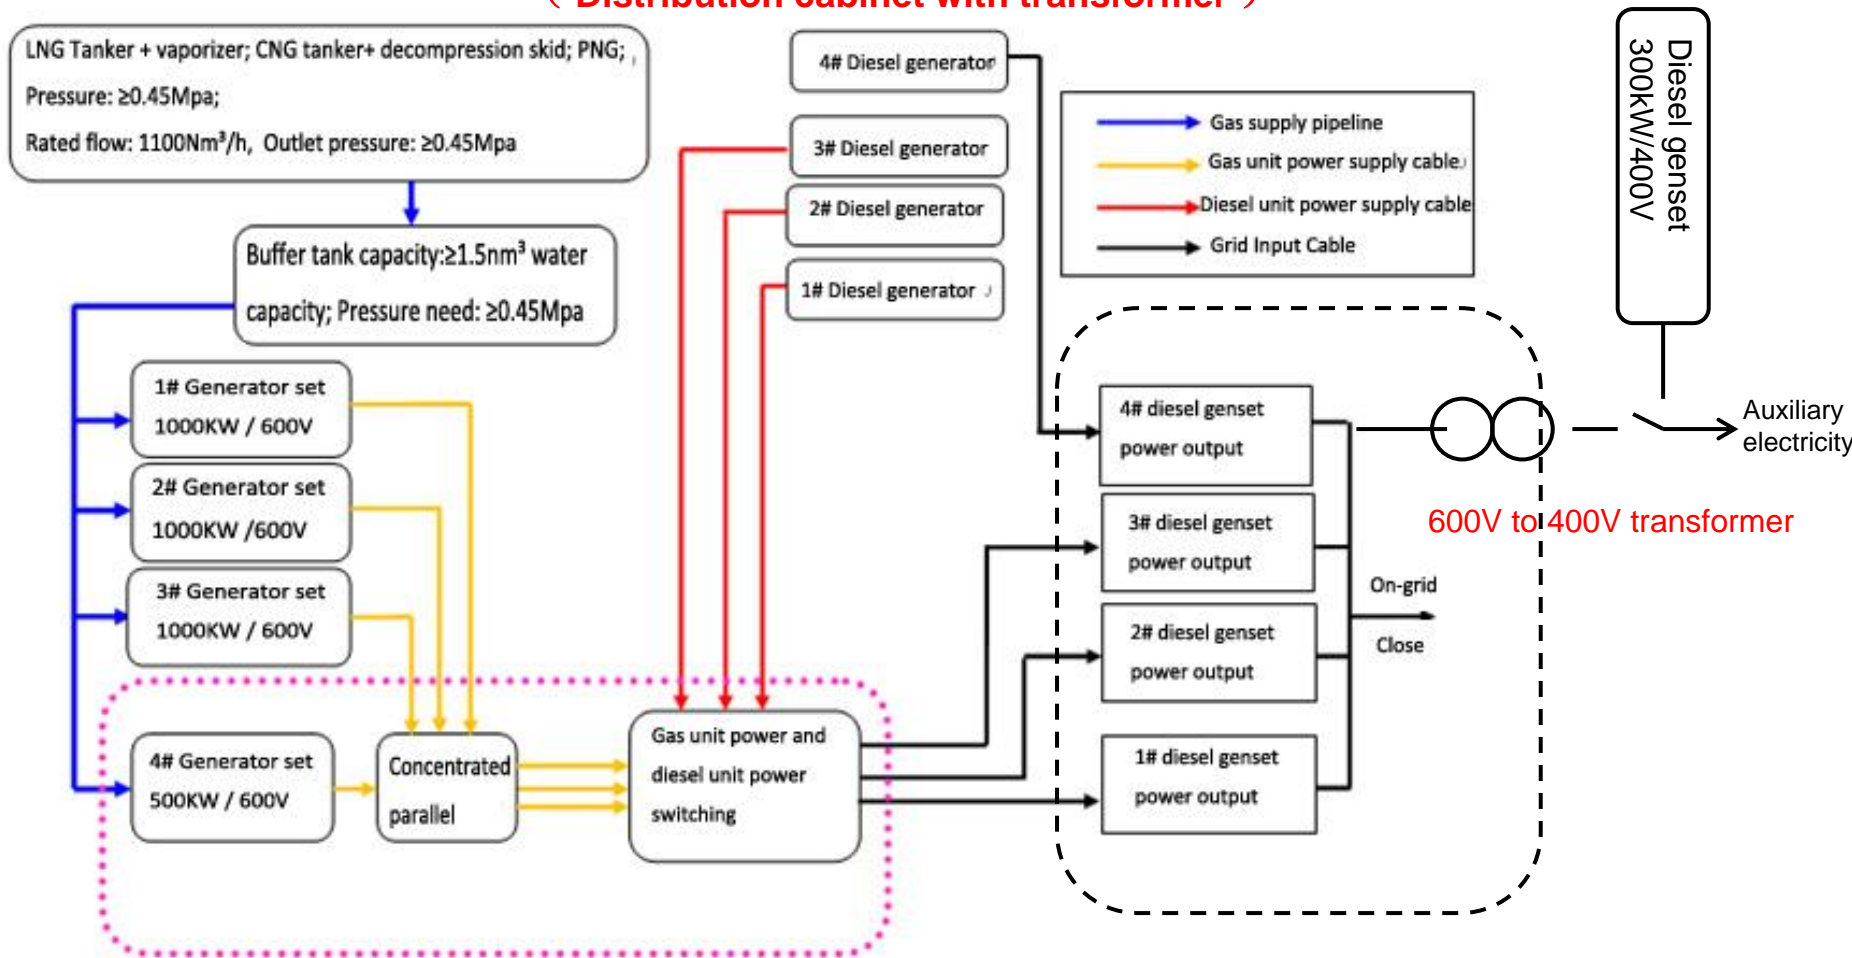 ( Distribution cabinet with transformer )
LNG Tanker + vaporizer; CNG tanker+ decompression skid; PNG;
Pressure: ≥0.45Mpa;
Rated flow: 1100Nm³/h, Outlet pressure: ≥0.45Mpa
Buffer tank capacity:≥1.5nm³ water
capacity; Pressure need: ≥0.45Mpa
1# Generator set
1000KW / 600V
2# Generator set
1000KW /600V
3# Generator set
1000KW / 600V
4# Generator set
500KW / 600V
Concentrated
parallel
Gas unit power and
diesel unit power
switching
4# Diesel generator
3# Diesel generator
2# Diesel generator
1# Diesel generator
Gas supply pipeline
Gas unit power supply cable
Diesel unit power supply cable
Grid Input Cable
4# diesel genset
power output
3# diesel genset
power output
2# diesel genset
power output
1# diesel genset
power output
On-grid
Close
Diesel genset
300kW/400V
Auxiliary
electricity
600V to 400V transformer